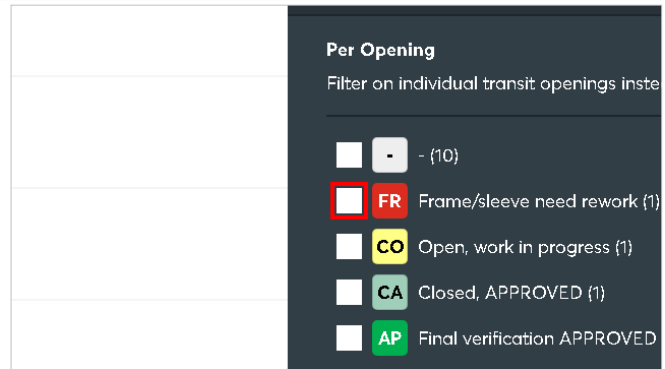 Per Opening
Filter on individual transit openings inste
- - (10)
FR Frame/sleeve need rework (1)
CO Open, work in progress (1)
CA Closed, APPROVED (1)
AP Final verification APPROVED